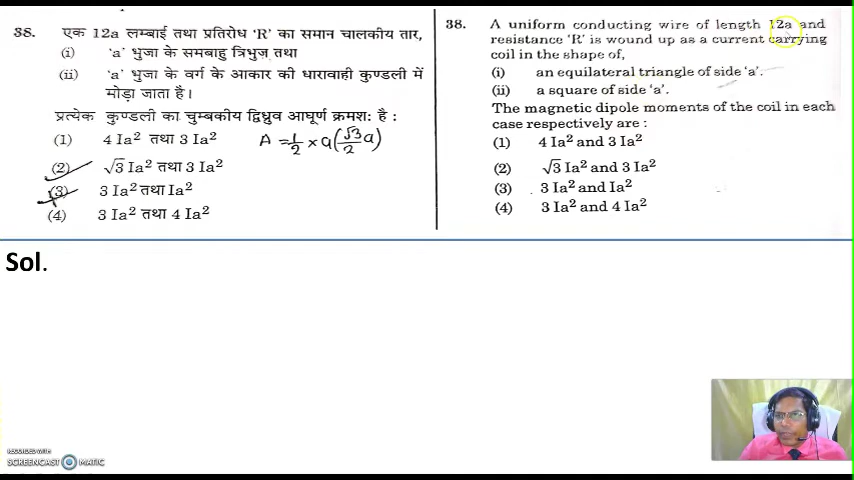 38. एक 12a लम्बाई तथा प्रतिरोध 'R' का समान चालकीय तार,
(i) 'a' भुजा के समबाहु त्रिभुज तथा
(ii) 'a' भुजा के वर्ग के आकार की धारावाही कुण्डली में
मोड़ा जाता है।
प्रत्येक कुण्डली का चुम्बकीय द्विध्रुव आघूर्ण क्रमशः है :
(1) 4 Ia² तथा 3 Ia²
A = 1/2 × a(√3/2 a)
(2) √3 Ia² तथा 3 Ia²
(3) 3 Ia² तथा Ia²
(4) 3 Ia² तथा 4 Ia²
38. A uniform conducting wire of length 12a and
resistance 'R' is wound up as a current carrying
coil in the shape of,
(i) an equilateral triangle of side 'a'.
(ii) a square of side 'a'.
The magnetic dipole moments of the coil in each
case respectively are :
(1) 4 Ia² and 3 Ia²
(2) √3 Ia² and 3 Ia²
(3) 3 Ia² and Ia²
(4) 3 Ia² and 4 Ia²
Sol.
RECORDED WITH
SCREENCAST MATIC